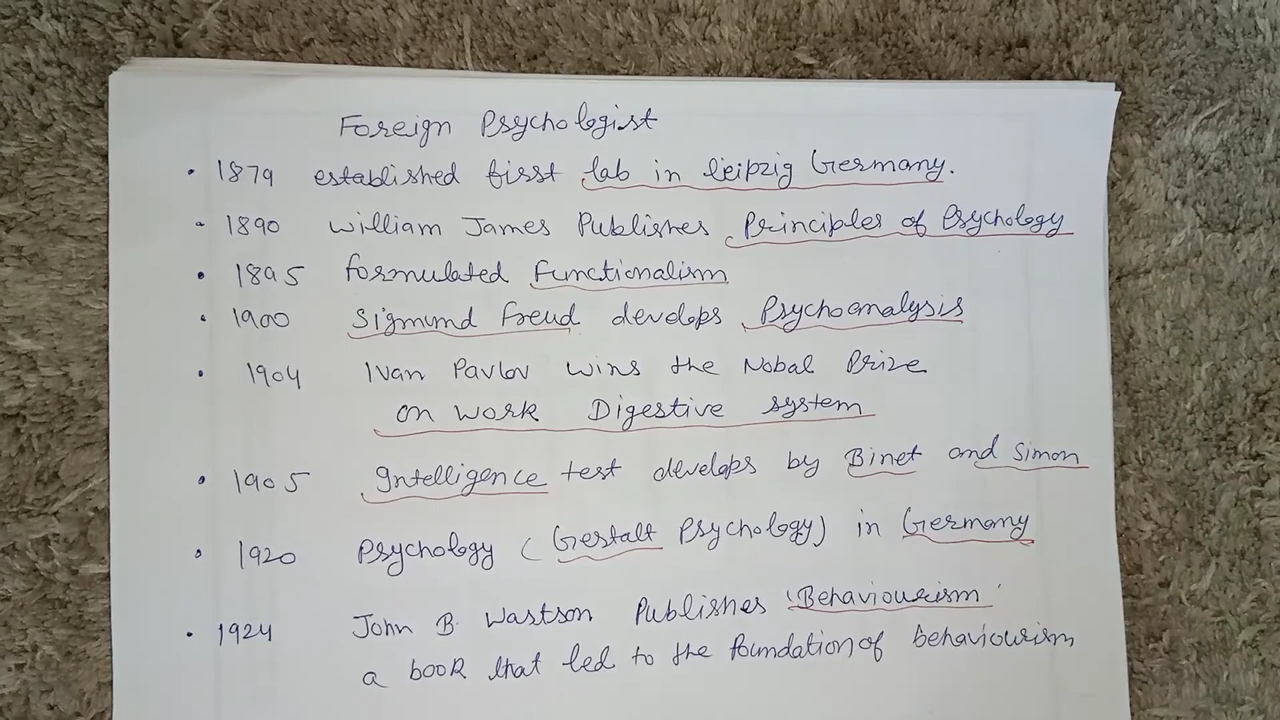 Foreign Psychologist
• 1879 established first lab in Leipzig Germany.
• 1890 William James Publishes Principles of Psychology
• 1895 formulated Functionalism
• 1900 Sigmund Freud develops Psychoanalysis
• 1904 Ivan Pavlov wins the Nobal Prize
on work Digestive system
• 1905 Intelligence test develops by Binet and Simon
• 1920 Psychology (Gestalt Psychology) in Germany
• 1924 John B. Wastson Publishes 'Behaviourism'
a book that led to the foundation of behaviourism